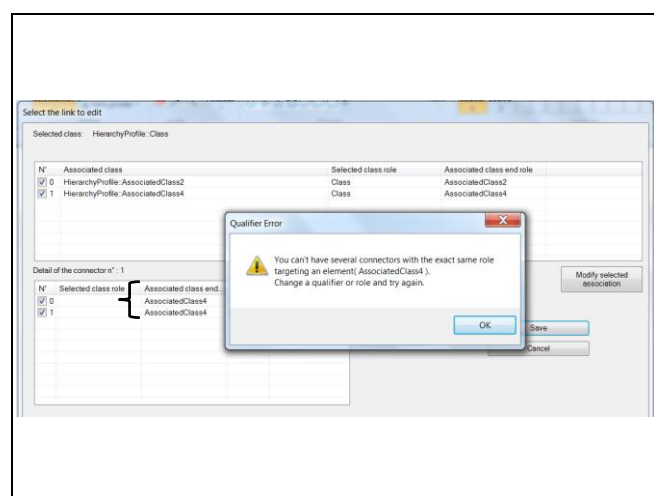 Select the link to edit
Selected class: HierarchyProfile::Class
N° Associated class Selected class role Associated class end role
0 HierarchyProfile::AssociatedClass2 Class AssociatedClass2
1 HierarchyProfile::AssociatedClass4 Class AssociatedClass4
Qualifier Error
You can't have several connectors with the exact same role
targeting an element( AssociatedClass4 ).
Change a qualifier or role and try again.
OK
Detail of the connector n° : 1
Modify selected
association
N° Selected class role Associated class end...
0 AssociatedClass4
1 AssociatedClass4
Save
Cancel